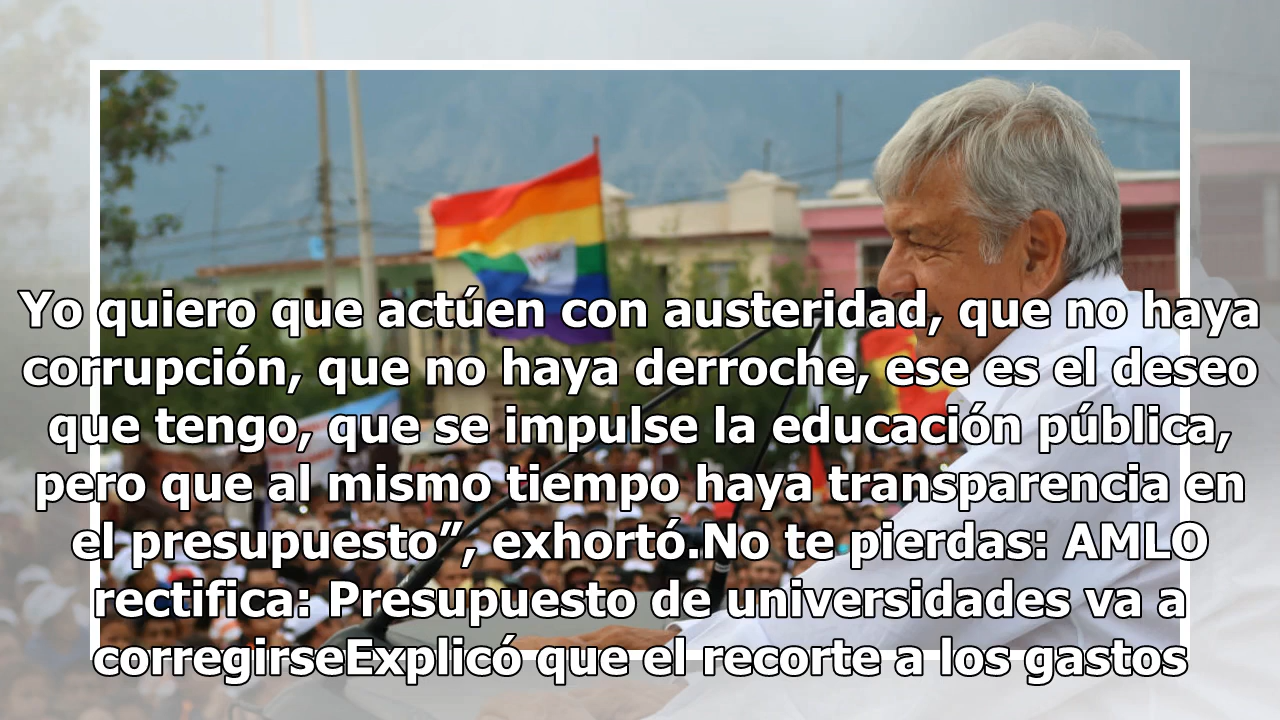 Yo quiero que actúen con austeridad, que no haya
corrupción, que no haya derroche, ese es el deseo
que tengo, que se impulse la educación pública,
pero que al mismo tiempo haya transparencia en
el presupuesto”, exhortó.No te pierdas: AMLO
rectifica: Presupuesto de universidades va a
corregirseExplicó que el recorte a los gastos